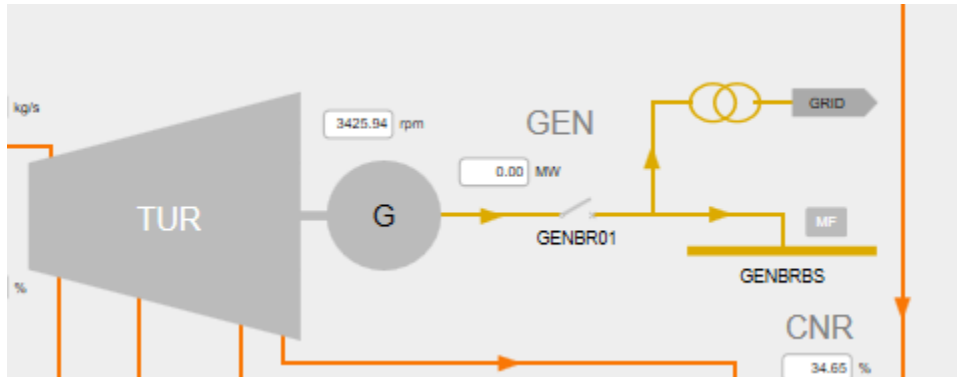 kg/s
3425.94 rpm
GEN
GRID
0.00 MW
TUR
G
GENBR01
MF
GENBRBS
%
CNR
34.65 %